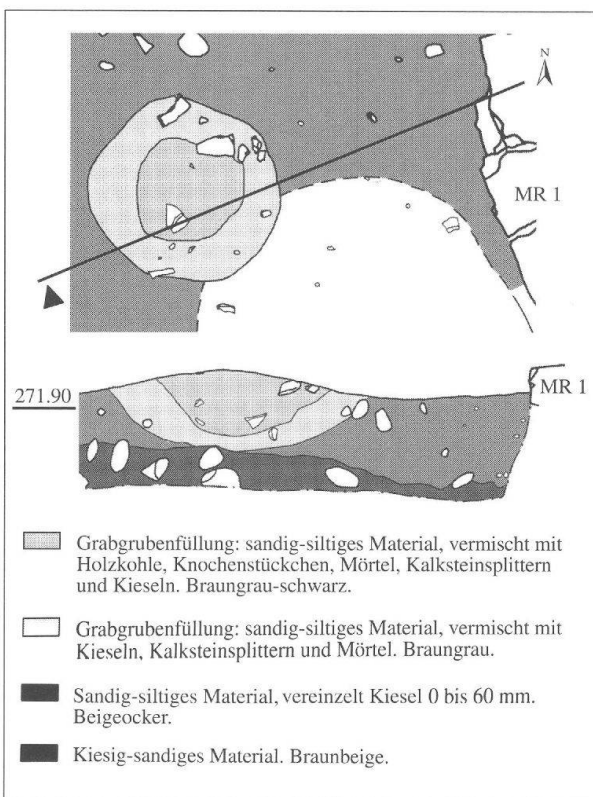 N
MR 1
271.90
MR 1
Grabgrubenfüllung: sandig-siltiges Material, vermischt mit
Holzkohle, Knochenstückchen, Mörtel, Kalksteinsplittern
und Kieseln. Braungrau-schwarz.
Grabgrubenfüllung: sandig-siltiges Material, vermischt mit
Kieseln, Kalksteinsplittern und Mörtel. Braungrau.
Sandig-siltiges Material, vereinzelt Kiesel 0 bis 60 mm.
Beigeocker.
Kiesig-sandiges Material. Braunbeige.